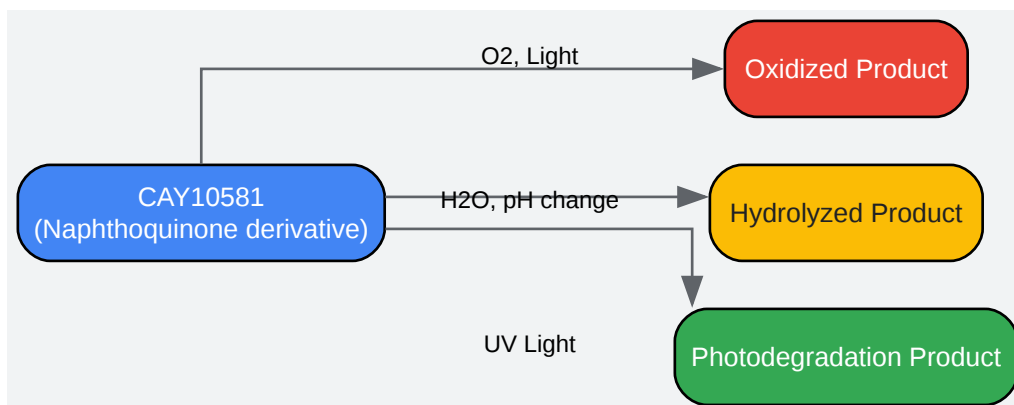 O2, Light
Oxidized Product
CAY10581
(Naphthoquinone derivative)
H2O, pH change
Hydrolyzed Product
UV Light
Photodegradation Product